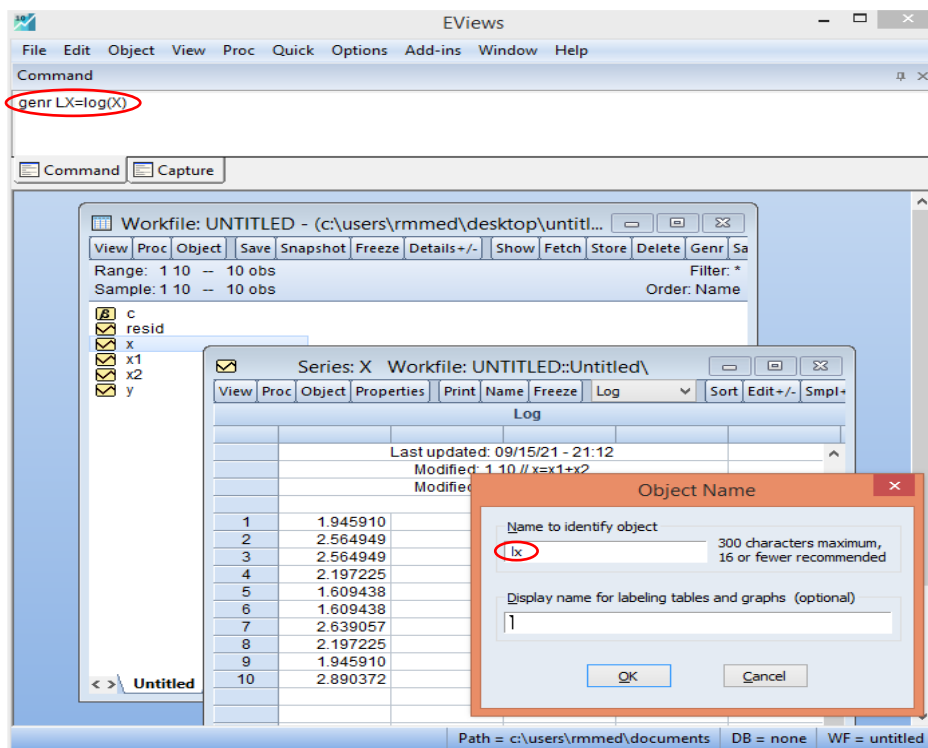 EViews
File Edit Object View Proc Quick Options Add-ins Window Help
Command
genr LX=log(X)
Command Capture
Workfile: UNTITLED - (c:\users\rmmed\desktop\untitl...
View Proc Object Save Snapshot Freeze Details+/- Show Fetch Store Delete Genr Sa
Range: 1 10 -- 10 obs Filter: *
Sample: 1 10 -- 10 obs Order: Name
c
resid
x
x1
x2
y
Series: X Workfile: UNTITLED::Untitled\
View Proc Object Properties Print Name Freeze Log Sort Edit+/- Smpl+
Log
Last updated: 09/15/21 - 21:12
Modified: 1 10 // x=x1+x2
Modified
1 1.945910
2 2.564949
3 2.564949
4 2.197225
5 1.609438
6 1.609438
7 2.639057
8 2.197225
9 1.945910
10 2.890372
Object Name
Name to identify object
lx
300 characters maximum,
16 or fewer recommended
Display name for labeling tables and graphs (optional)
OK Cancel
< > Untitled
Path = c:\users\rmmed\documents DB = none WF = untitled